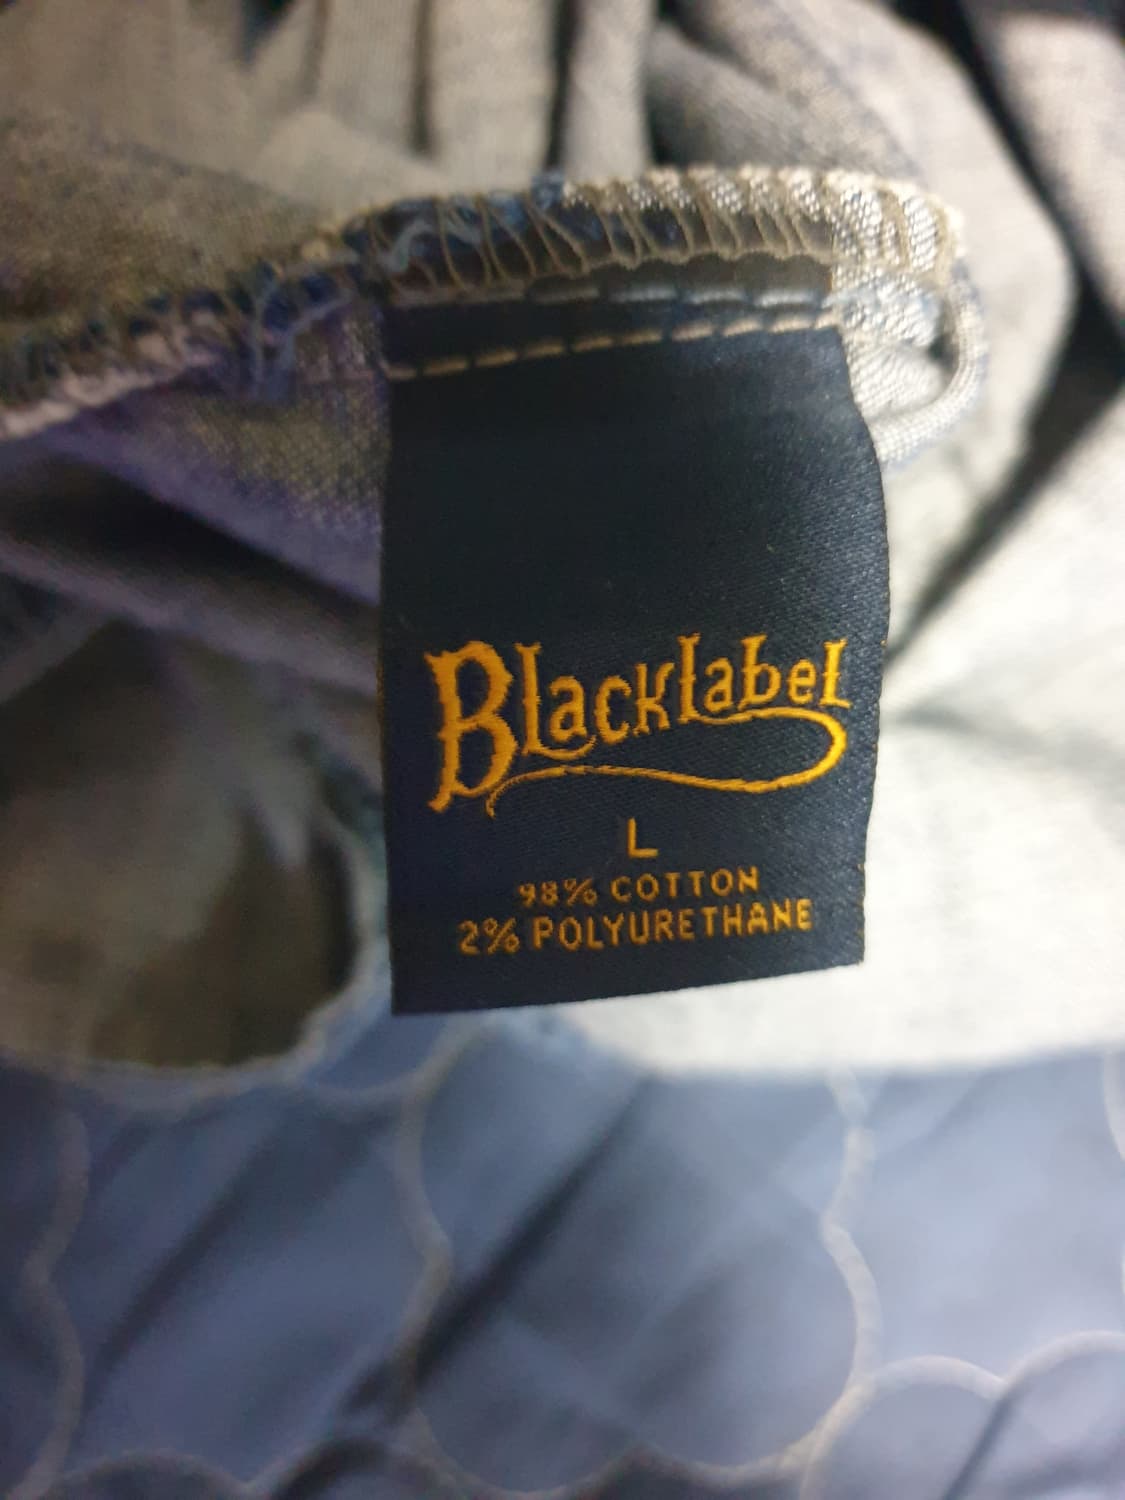 Blacklabel
L
98% COTTON
2% POLYURETHANE